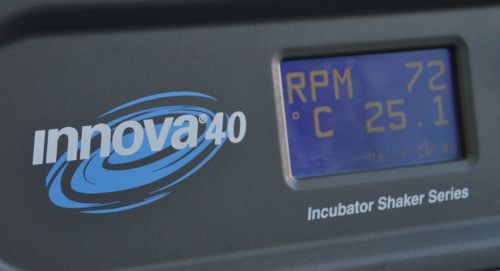 innova® 40
RPM 72
°C 25.1
Incubator Shaker Series